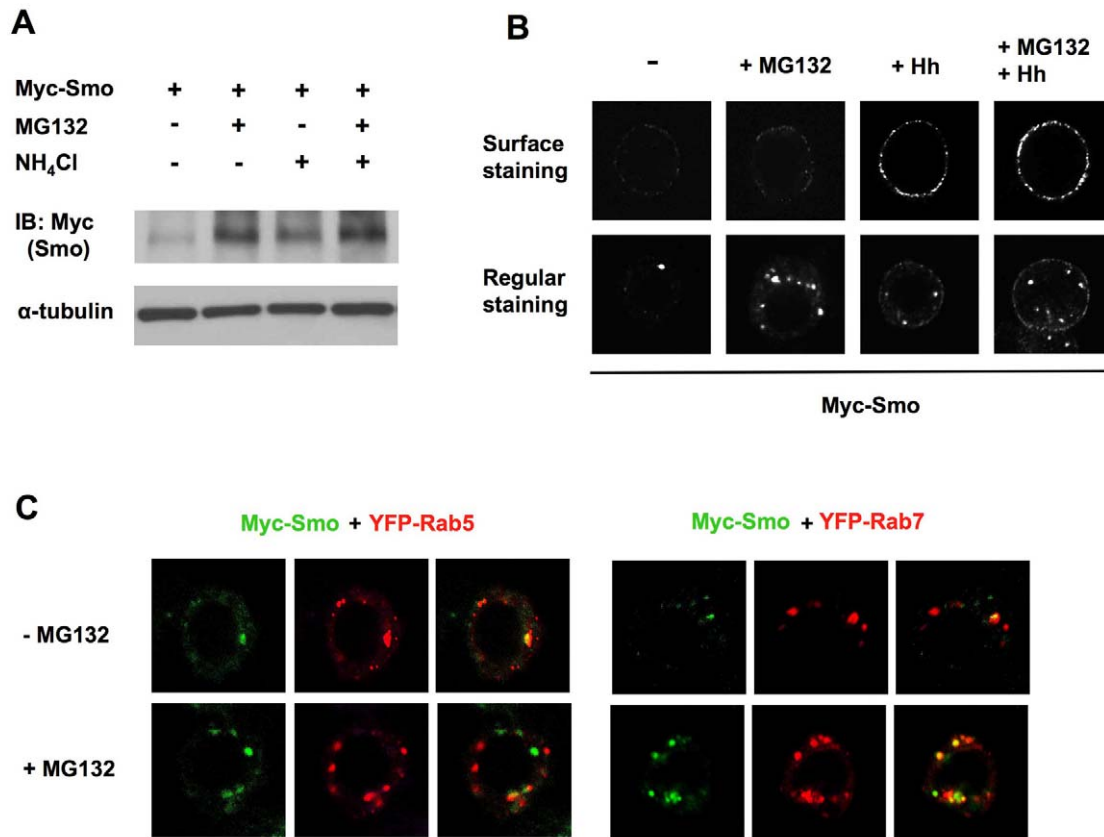 A
Myc-Smo + + + +
MG132 - + - +
NH₄Cl - - + +
IB: Myc
(Smo)
α-tubulin
B
- + MG132 + Hh + MG132
+ Hh
Surface
staining
Regular
staining
Myc-Smo
C
Myc-Smo + YFP-Rab5
Myc-Smo + YFP-Rab7
- MG132
+ MG132